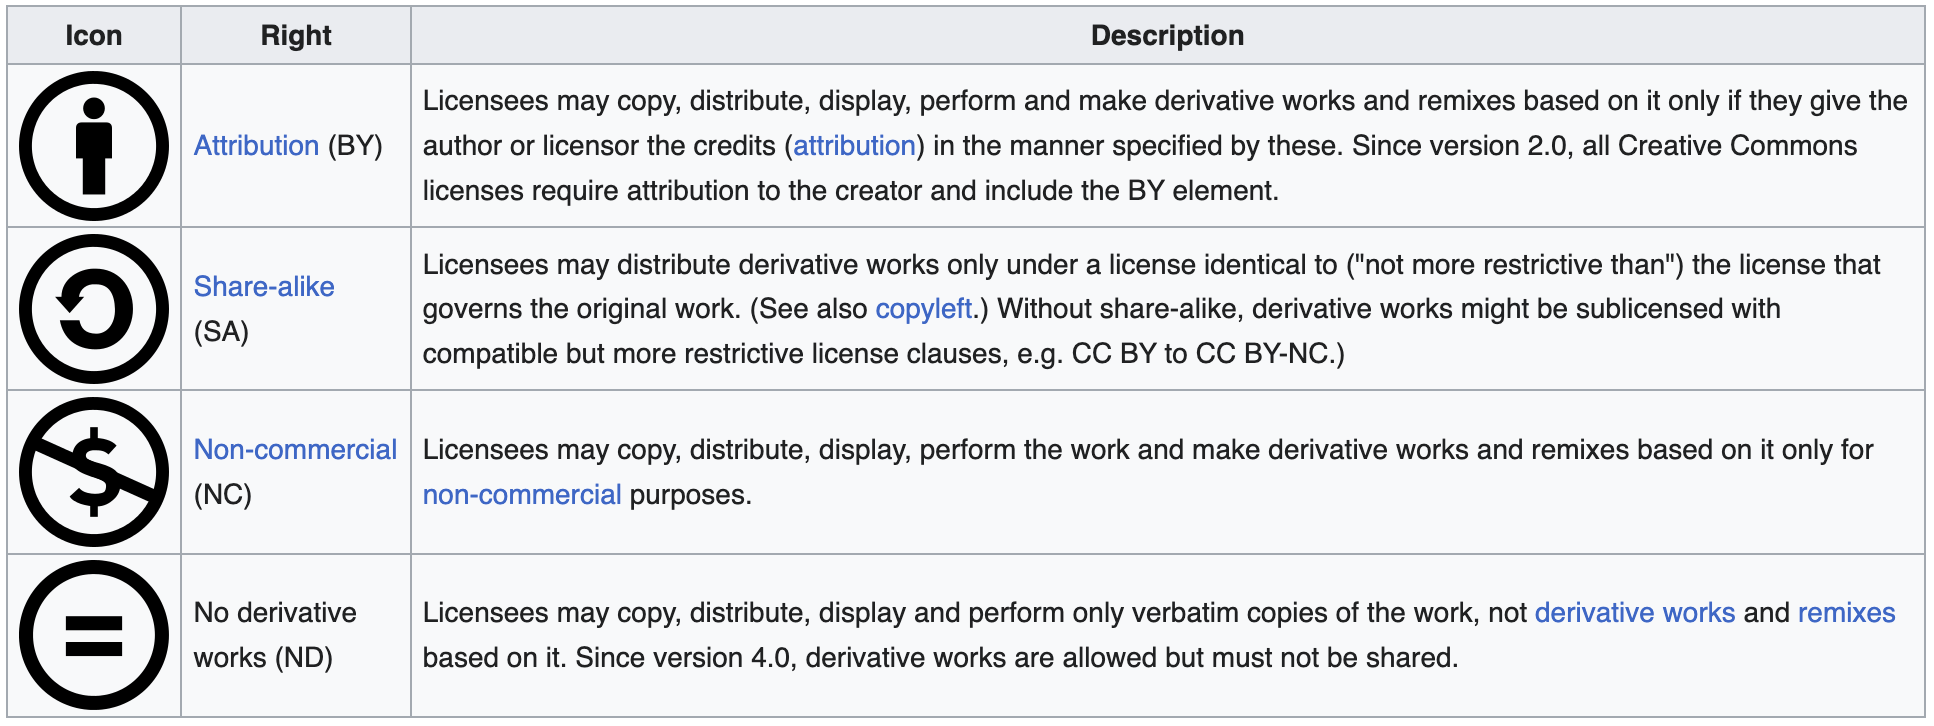 Icon Right Description
Attribution (BY)
Licensees may copy, distribute, display, perform and make derivative works and remixes based on it only if they give the
author or licensor the credits (attribution) in the manner specified by these. Since version 2.0, all Creative Commons
licenses require attribution to the creator and include the BY element.
Share-alike
(SA)
Licensees may distribute derivative works only under a license identical to ("not more restrictive than") the license that
governs the original work. (See also copyleft.) Without share-alike, derivative works might be sublicensed with
compatible but more restrictive license clauses, e.g. CC BY to CC BY-NC.)
$
Non-commercial
(NC)
Licensees may copy, distribute, display, perform the work and make derivative works and remixes based on it only for
non-commercial purposes.
=
No derivative
works (ND)
Licensees may copy, distribute, display and perform only verbatim copies of the work, not derivative works and remixes
based on it. Since version 4.0, derivative works are allowed but must not be shared.